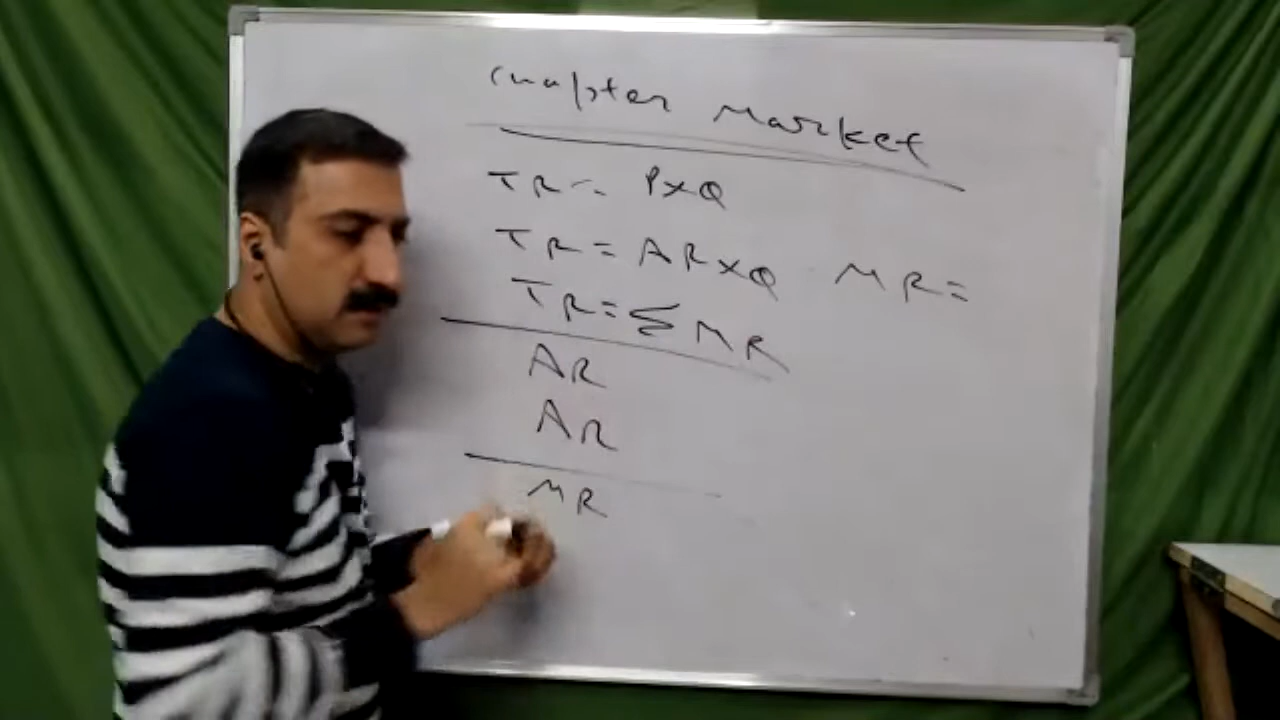 Chapter Market
TR = P×Q
TR = AR×Q MR=
TR = Σ MR
AR
AR
MR